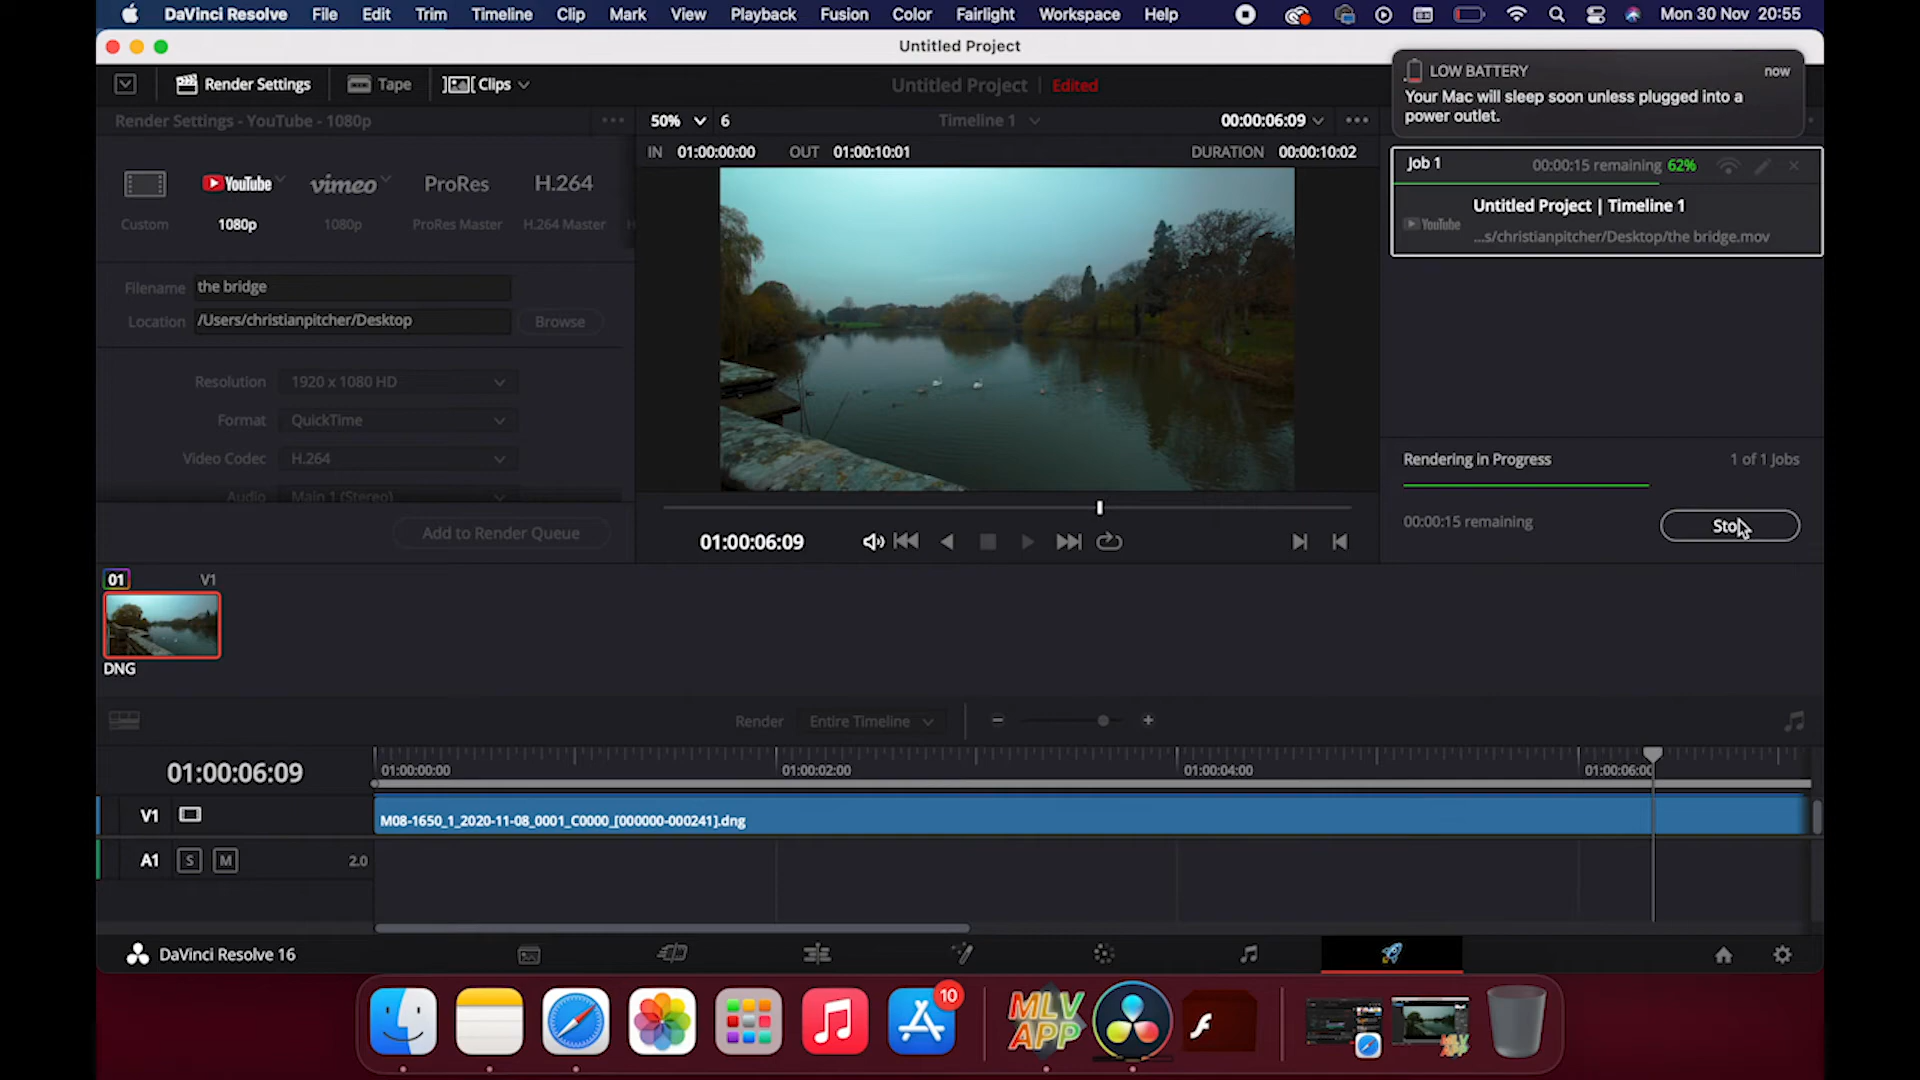 DaVinci Resolve File Edit Trim Timeline Clip Mark View Playback Fusion Color Fairlight Workspace Help Mon 30 Nov 20:55
Untitled Project
Render Settings Tape Clips Untitled Project Edited
LOW BATTERY now
Your Mac will sleep soon unless plugged into a
power outlet.
Render Settings - YouTube - 1080p
50% 6 Timeline 1 00:00:06:09
IN 01:00:00:00 OUT 01:00:10:01 DURATION 00:00:10:02
Job 1 00:00:15 remaining 62%
Untitled Project | Timeline 1
YouTube ...s/christianpitcher/Desktop/the bridge.mov
YouTube vimeo ProRes H.264
Custom 1080p 1080p ProRes Master H.264 Master H
Filename the bridge
Location /Users/christianpitcher/Desktop Browse
Resolution 1920 x 1080 HD
Format QuickTime
Video Codec H.264
Audio Main 1 (Stereo)
Add to Render Queue
01:00:06:09
Rendering in Progress 1 of 1 Jobs
00:00:15 remaining
01 V1
DNG
Render Entire Timeline
01:00:06:09
01:00:00:00 01:00:02:00 01:00:04:00 01:00:06:00
V1 M08-1650_1_2020-11-08_0001_C0000_[000000-000241].dng
A1 S M 2.0
DaVinci Resolve 16
10
MLV
APP
MLV
APP